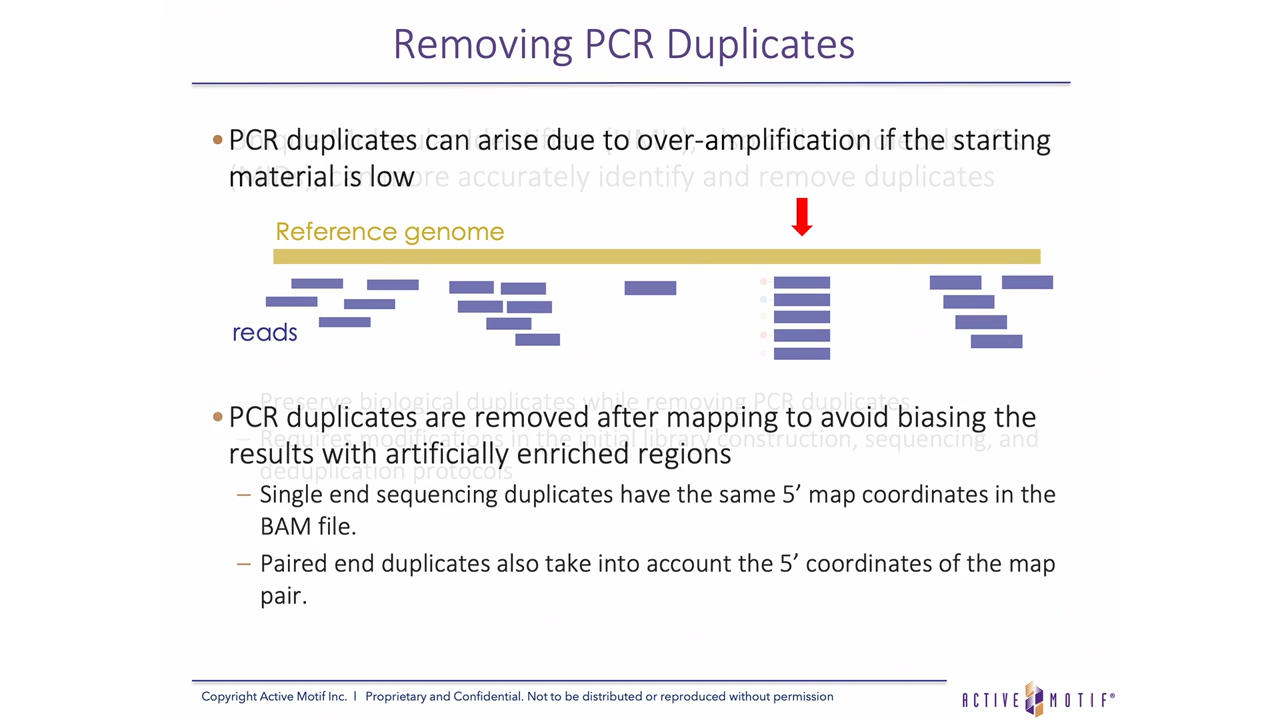 Removing PCR Duplicates
• PCR duplicates can arise due to over-amplification if the starting
material is low
more accurately identify and remove duplicates
Reference genome
reads
– Preserve biological duplicates while removing PCR duplicates
• PCR duplicates are removed after mapping to avoid biasing the
– Requires modifications in the initial library construction, sequencing, and
results with artificially enriched regions
deduplication protocols
– Single end sequencing duplicates have the same 5’ map coordinates in the
BAM file.
– Paired end duplicates also take into account the 5’ coordinates of the map
pair.
Copyright Active Motif Inc. | Proprietary and Confidential. Not to be distributed or reproduced without permission
ACTIVE MOTIF®